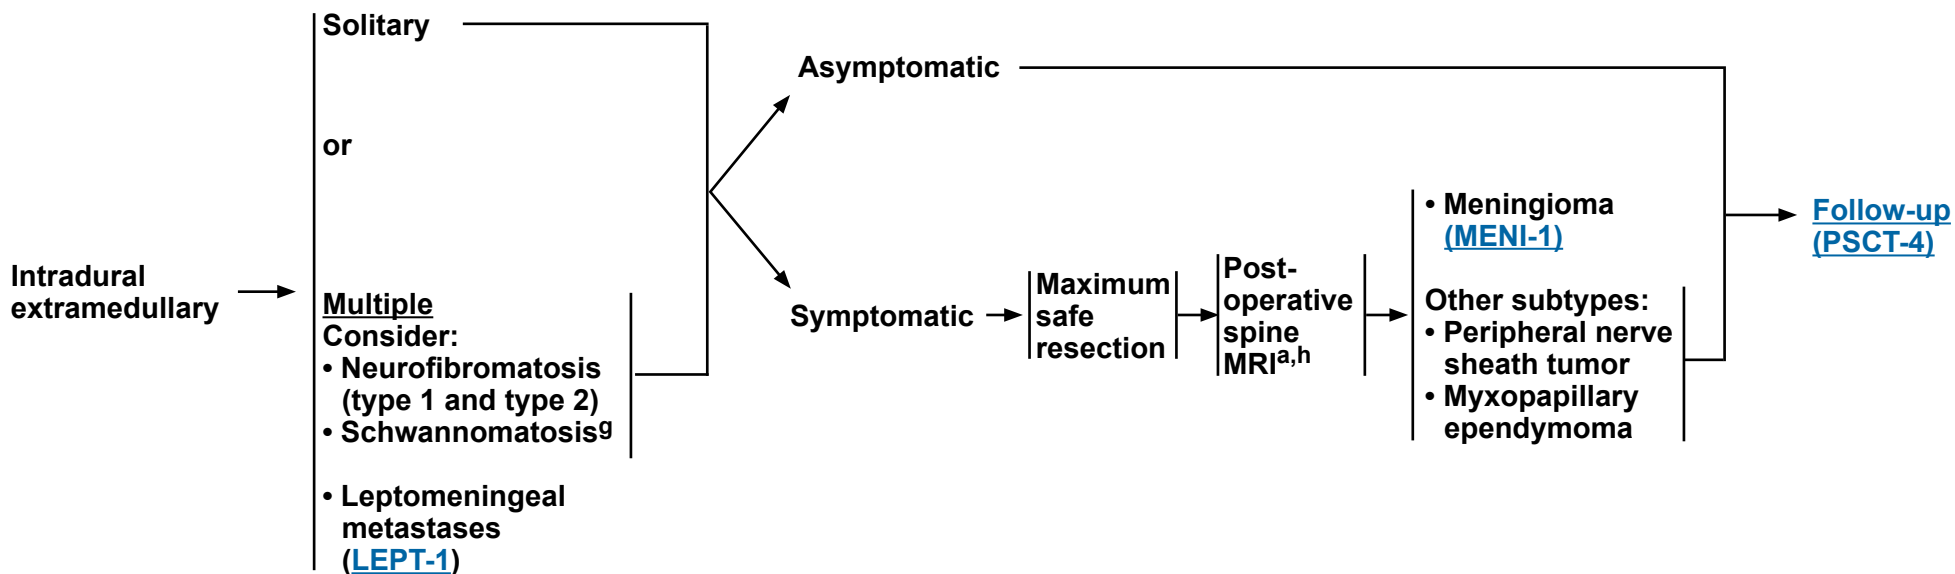 Intradural
extramedullary
Solitary
or
Multiple
Consider:
• Neurofibromatosis
(type 1 and type 2)
• Schwannomatosisg
• Leptomeningeal
metastases
(LEPT-1)
Asymptomatic
Symptomatic
Maximum
safe
resection
Post-
operative
spine
MRIa,h
• Meningioma
(MENI-1)
Other subtypes:
• Peripheral nerve
sheath tumor
• Myxopapillary
ependymoma
Follow-up
(PSCT-4)